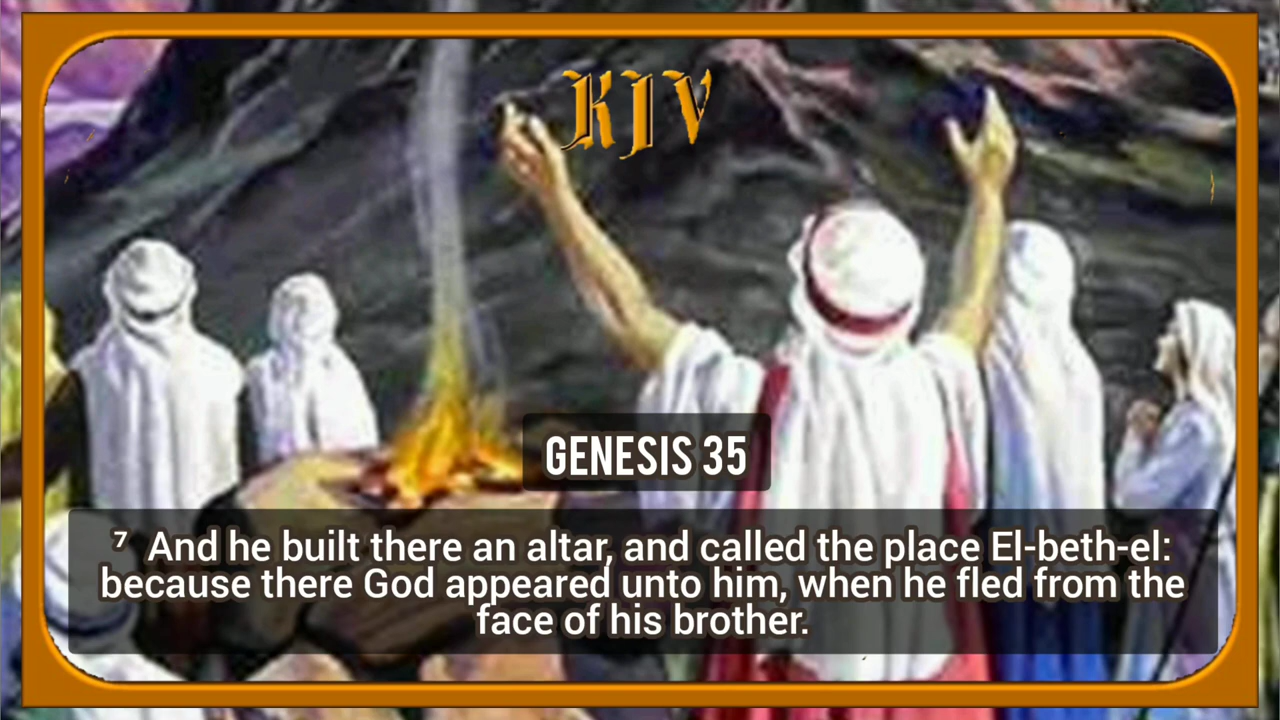 KJV
GENESIS 35
⁷ And he built there an altar, and called the place El-beth-el:
because there God appeared unto him, when he fled from the
face of his brother.